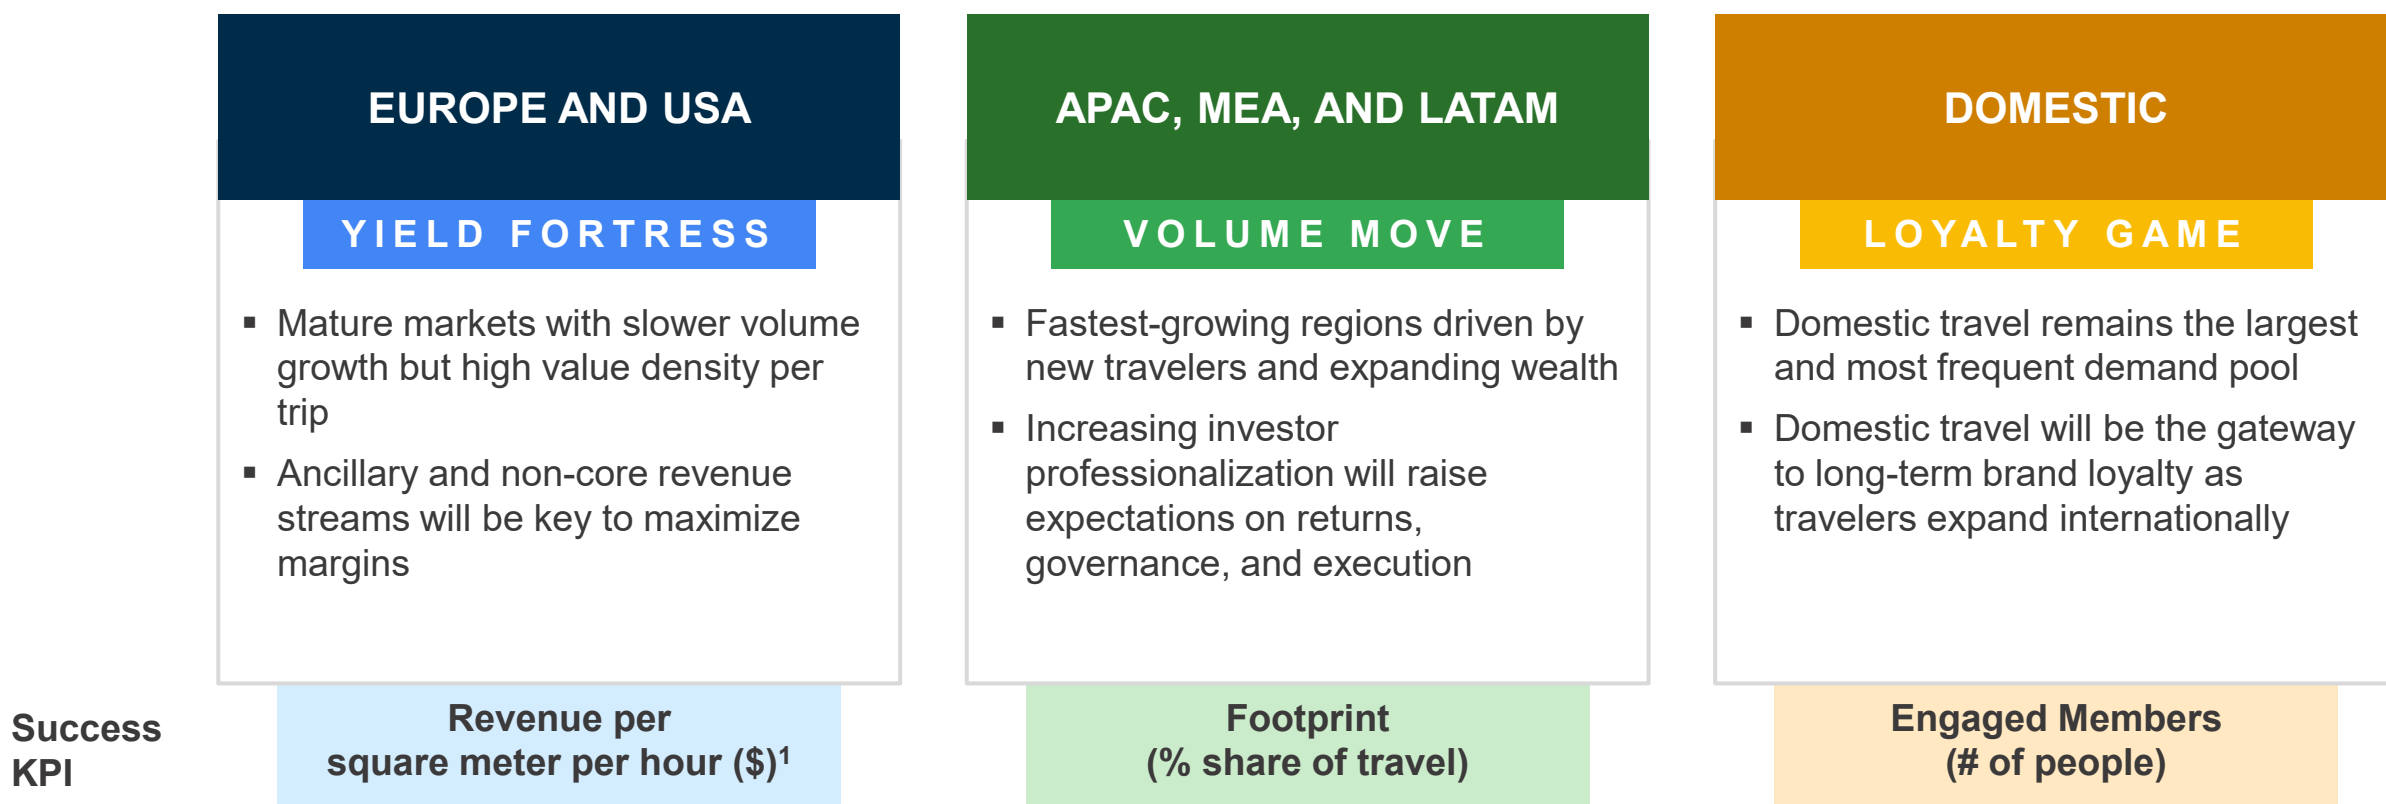 EUROPE AND USA
YIELD FORTRESS
▪ Mature markets with slower volume
growth but high value density per
trip
▪ Ancillary and non-core revenue
streams will be key to maximize
margins
APAC, MEA, AND LATAM
VOLUME MOVE
▪ Fastest-growing regions driven by
new travelers and expanding wealth
▪ Increasing investor
professionalization will raise
expectations on returns,
governance, and execution
DOMESTIC
LOYALTY GAME
▪ Domestic travel remains the largest
and most frequent demand pool
▪ Domestic travel will be the gateway
to long-term brand loyalty as
travelers expand internationally
Success
KPI
Revenue per
square meter per hour ($)¹
Footprint
(% share of travel)
Engaged Members
(# of people)